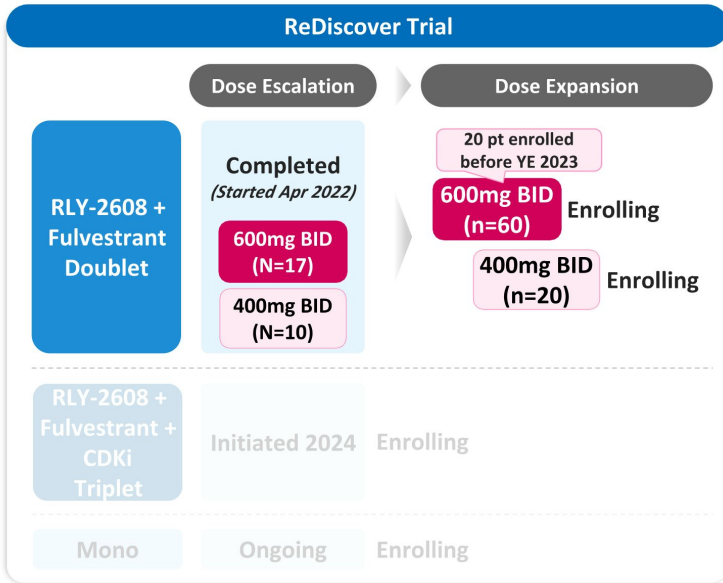 ReDiscover Trial
Dose Escalation
Dose Expansion
RLY-2608 +
Fulvestrant
Doublet
Completed
(Started Apr 2022)
600mg BID
(N=17)
400mg BID
(N=10)
20 pt enrolled
before YE 2023
600mg BID
(n=60)
Enrolling
400mg BID
(n=20)
Enrolling
RLY-2608 +
Fulvestrant +
CDKi
Triplet
Initiated 2024
Enrolling
Mono
Ongoing
Enrolling